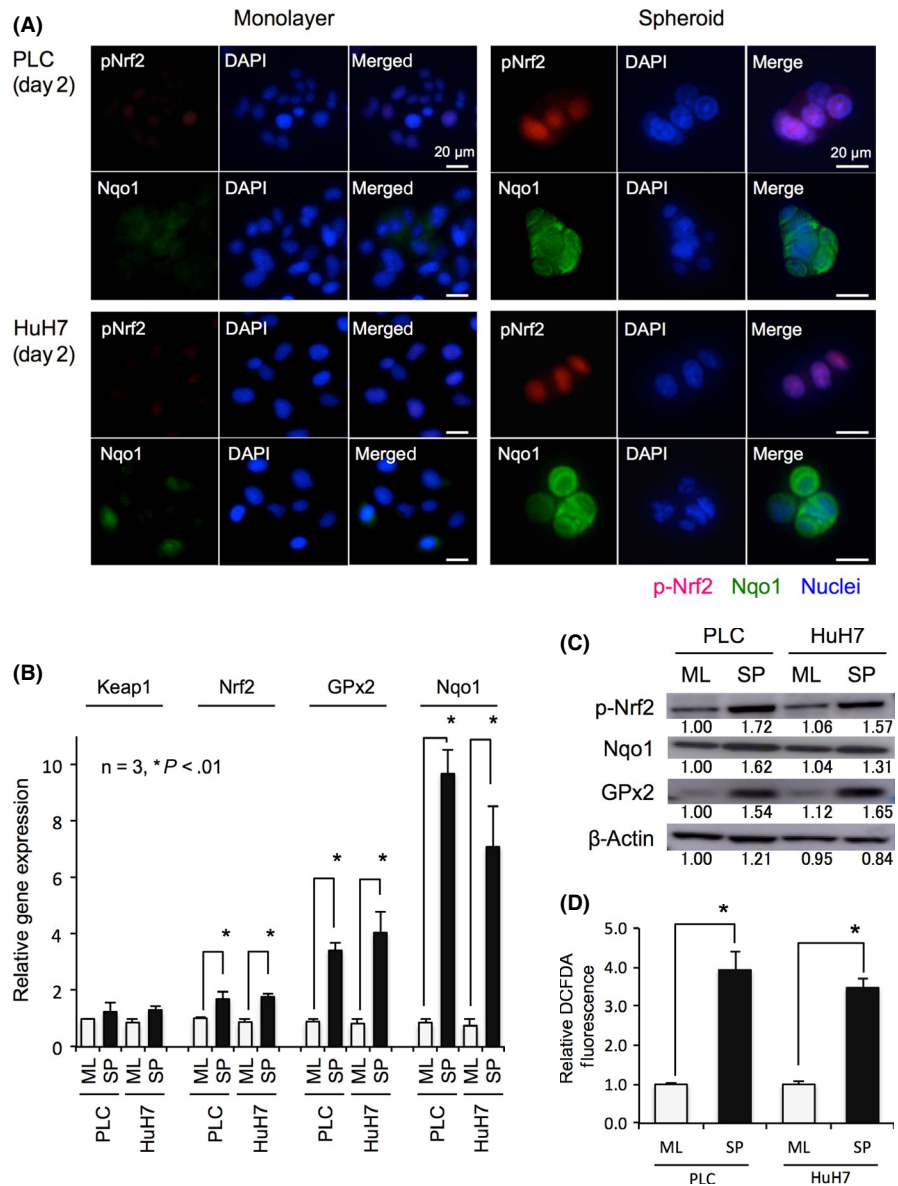 (A)
Monolayer Spheroid
PLC
(day 2)
pNrf2 DAPI Merged pNrf2 DAPI Merge
20 µm 20 µm
Nqo1 DAPI Merged Nqo1 DAPI Merge
HuH7
(day 2)
pNrf2 DAPI Merged pNrf2 DAPI Merge
Nqo1 DAPI Merged Nqo1 DAPI Merge
p-Nrf2 Nqo1 Nuclei
(B)
Keap1 Nrf2 GPx2 Nqo1
Relative gene expression
n = 3, *P < .01
10
8
6
4
2
0
* * * * * *
ML SP ML SP ML SP ML SP ML SP ML SP ML SP ML SP
PLC HuH7 PLC HuH7 PLC HuH7 PLC HuH7
(C)
PLC HuH7
ML SP ML SP
p-Nrf2
1.00 1.72 1.06 1.57
Nqo1
1.00 1.62 1.04 1.31
GPx2
1.00 1.54 1.12 1.65
β-Actin
1.00 1.21 0.95 0.84
(D)
Relative DCFDA
fluorescence
5.0
4.0
3.0
2.0
1.0
0.0
* *
ML SP ML SP
PLC HuH7